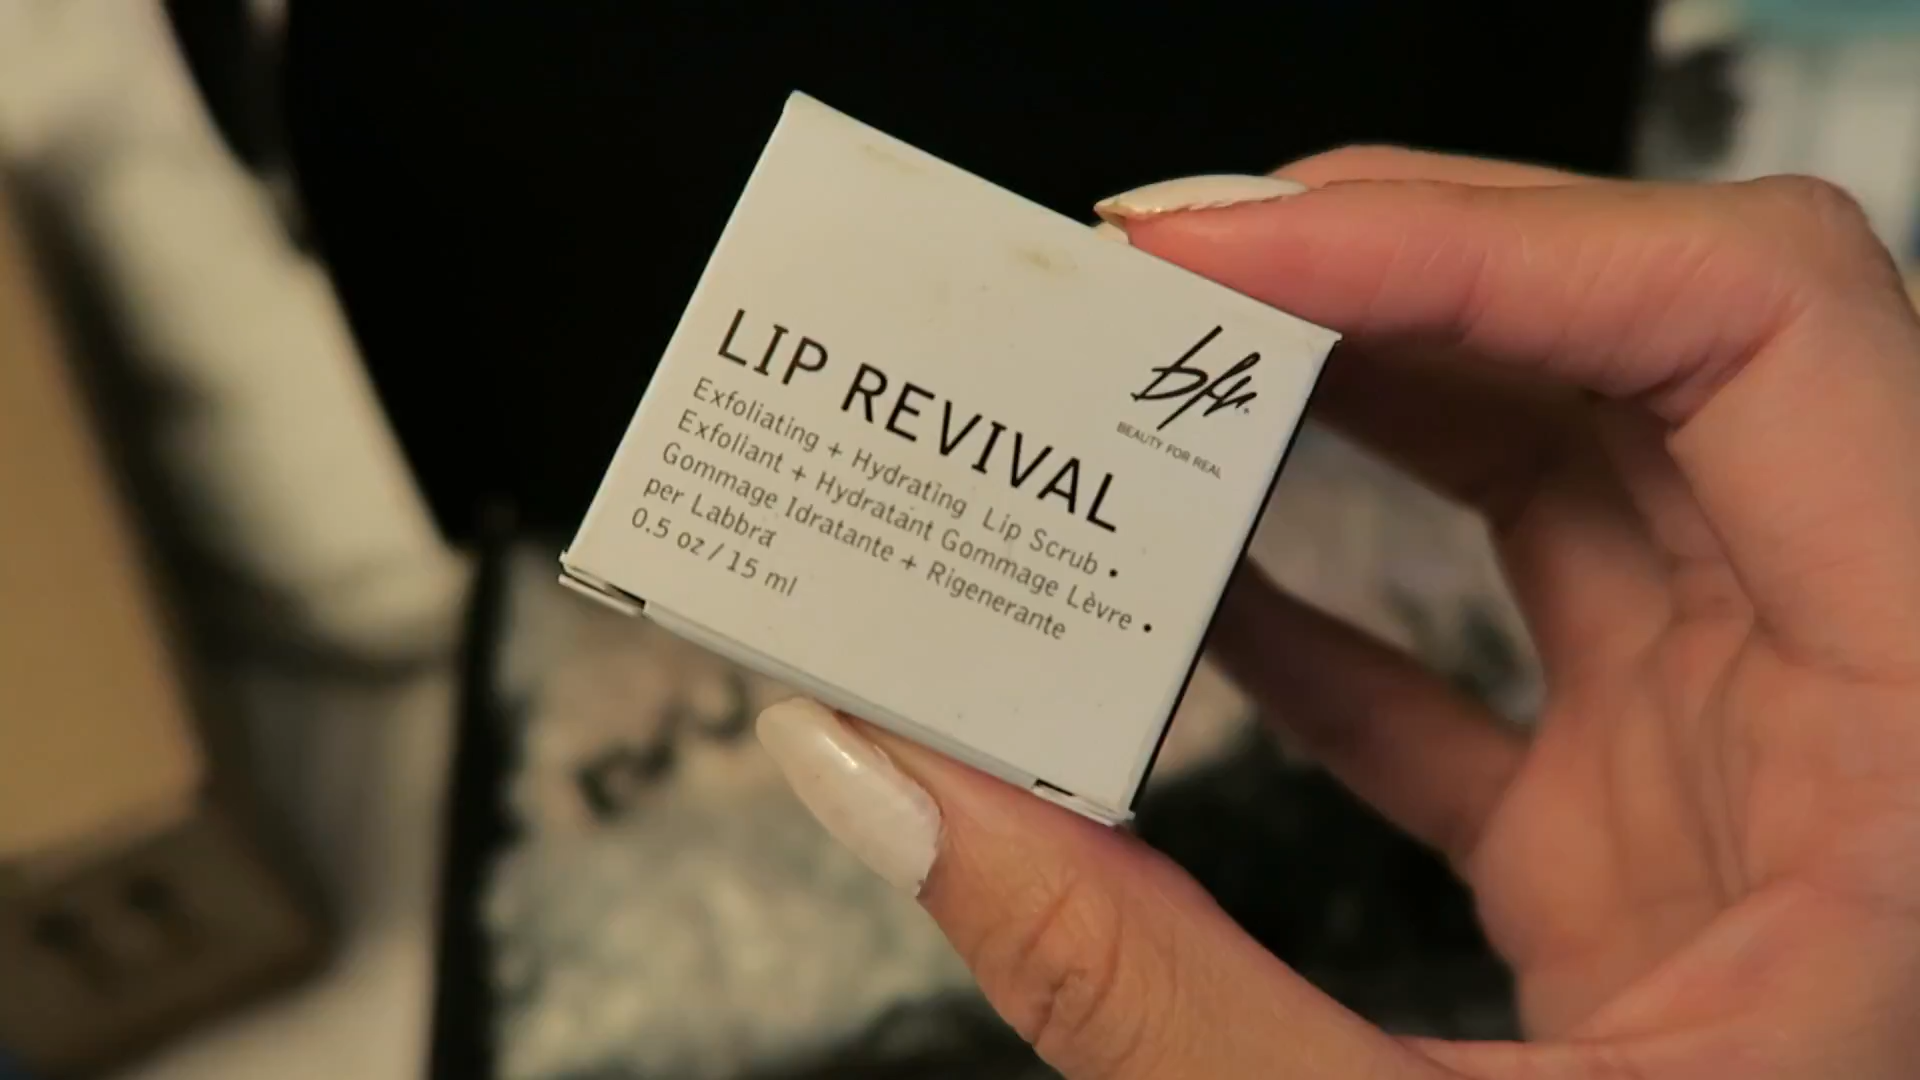 LIP REVIVAL
bfr
BEAUTY FOR REAL
Exfoliating + Hydrating Lip Scrub •
Exfoliant + Hydratant Gommage Lèvre •
Gommage Idratante + Rigenerante
per Labbra
0.5 oz / 15 ml